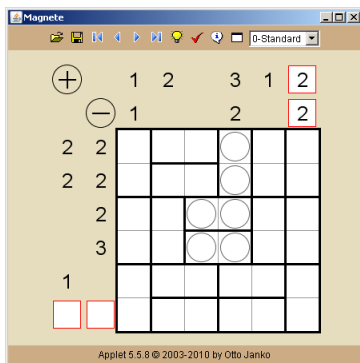 Magnete
0-Standard
+ 1 2 3 1 2
− 1 2 2
2 2
2 2
2
3
1
Applet 5.5.8 © 2003-2010 by Otto Janko